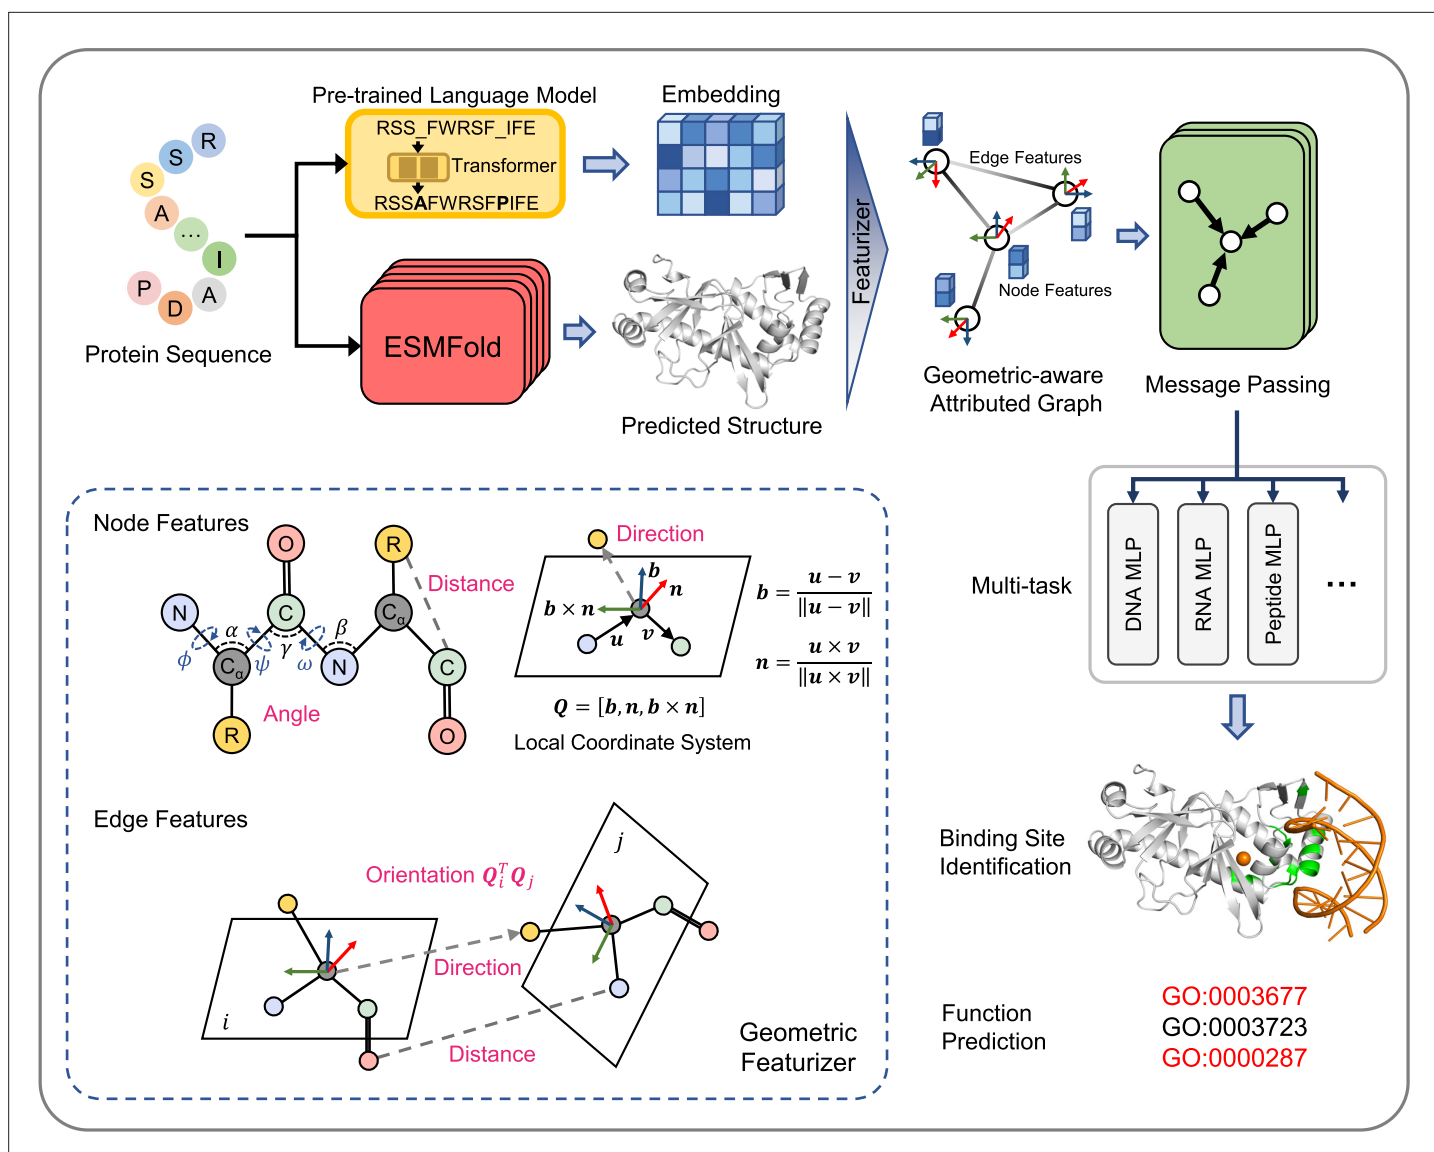 Pre-trained Language Model
RSS_FWRSF_IFE
Transformer
RSSAFWRSFPIFE
Embedding
R
S
S
A
...
I
A
D
P
Protein Sequence
ESMFold
Predicted Structure
Featurizer
Edge Features
Node Features
Geometric-aware
Attributed Graph
Message Passing
Multi-task
DNA MLP
RNA MLP
Peptide MLP
...
Node Features
O
R
Distance
N
C
Cα
α
β
ϕ
ψ
γ
ω
Cα
N
C
Angle
R
O
Direction
b
n
b × n
u
v
b = u − v / ‖u − v‖
n = u × v / ‖u × v‖
Q = [b, n, b × n]
Local Coordinate System
Edge Features
j
Orientation Q_i^T Q_j
Direction
i
Distance
Geometric
Featurizer
Binding Site
Identification
Function
Prediction
GO:0003677
GO:0003723
GO:0000287